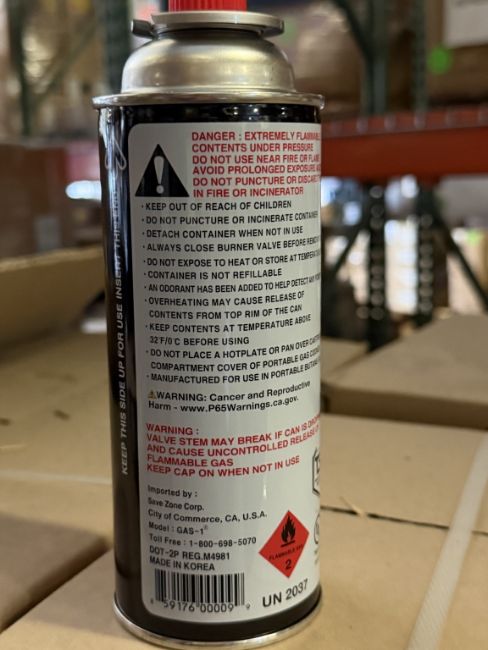 DANGER : EXTREMELY FLAMMABLE
CONTENTS UNDER PRESSURE
DO NOT USE NEAR FIRE OR FLAME
AVOID PROLONGED EXPOSURE
DO NOT PUNCTURE OR DISCARD
IN FIRE OR INCINERATOR
· KEEP OUT OF REACH OF CHILDREN
· DO NOT PUNCTURE OR INCINERATE CONTAINER
· DETACH CONTAINER WHEN NOT IN USE
· ALWAYS CLOSE BURNER VALVE BEFORE
· DO NOT EXPOSE TO HEAT OR STORE AT
· CONTAINER IS NOT REFILLABLE
· AN ODORANT HAS BEEN ADDED TO HELP DETECT ANY
· OVERHEATING MAY CAUSE RELEASE OF
CONTENTS FROM TOP RIM OF THE CAN
· KEEP CONTENTS AT TEMPERATURE ABOVE
32°F/0°C BEFORE USING
· DO NOT PLACE A HOTPLATE OR PAN OVER
COMPARTMENT COVER OF PORTABLE GAS
· MANUFACTURED FOR USE IN PORTABLE
⚠WARNING: Cancer and Reproductive
Harm - www.P65Warnings.ca.gov.
WARNING :
VALVE STEM MAY BREAK IF CAN IS
AND CAUSE UNCONTROLLED RELEASE OF
FLAMMABLE GAS
KEEP CAP ON WHEN NOT IN USE
Imported by :
Save Zone Corp.
City of Commerce, CA, U.S.A.
Model : GAS-1®
Toll Free : 1-800-698-5070
DOT-2P REG.M4981
MADE IN KOREA
8 59176 00009 9
FLAMMABLE GAS
2
UN 2037
KEEP THIS SIDE UP FOR USE INSERT THIS